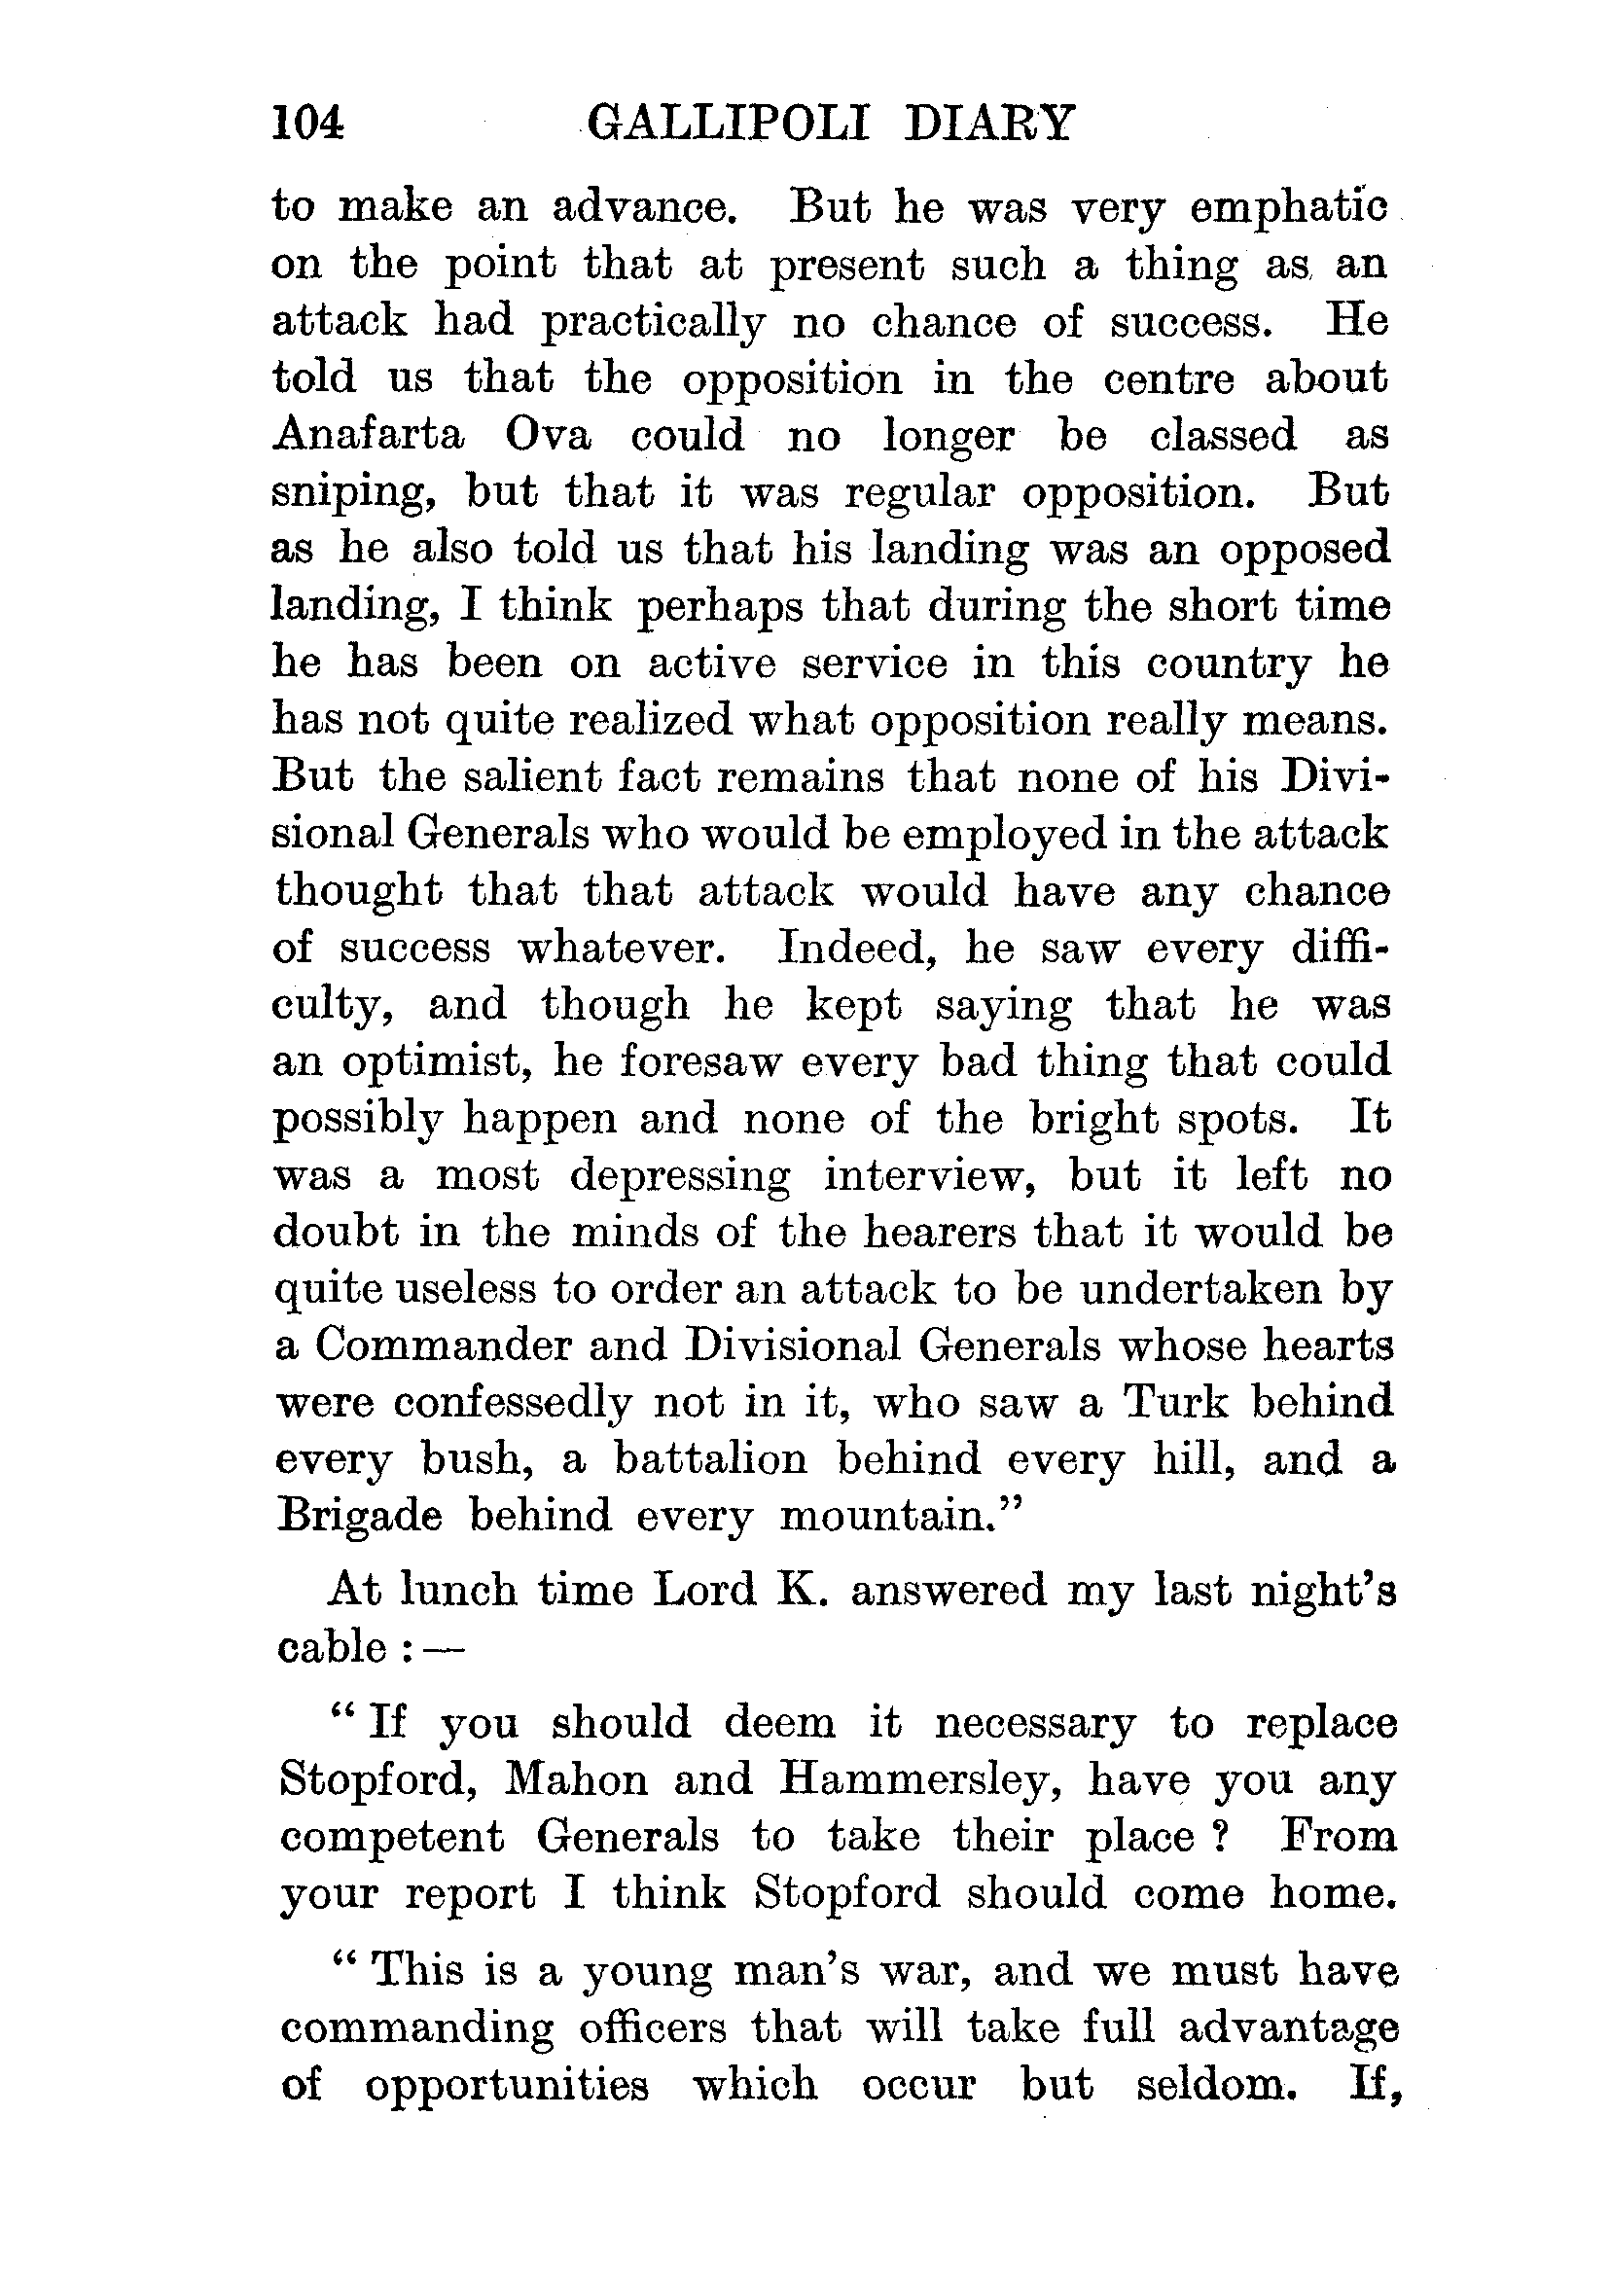 104 GALLIPOLI DIARY
to make an advance. But he was very emphatic
on the point that at present such a thing as an
attack had practically no chance of success. He
told us that the opposition in the centre about
Anafarta Ova could no longer be classed as
sniping, but that it was regular opposition. But
as he also told us that his landing was an opposed
landing, I think perhaps that during the short time
he has been on active service in this country he
has not quite realized what opposition really means.
But the salient fact remains that none of his Divi-
sional Generals who would be employed in the attack
thought that that attack would have any chance
of success whatever. Indeed, he saw every diffi-
culty, and though he kept saying that he was
an optimist, he foresaw every bad thing that could
possibly happen and none of the bright spots. It
was a most depressing interview, but it left no
doubt in the minds of the hearers that it would be
quite useless to order an attack to be undertaken by
a Commander and Divisional Generals whose hearts
were confessedly not in it, who saw a Turk behind
every bush, a battalion behind every hill, and a
Brigade behind every mountain.”
At lunch time Lord K. answered my last night’s
cable :—
“ If you should deem it necessary to replace
Stopford, Mahon and Hammersley, have you any
competent Generals to take their place ? From
your report I think Stopford should come home.
“ This is a young man’s war, and we must have
commanding officers that will take full advantage
of opportunities which occur but seldom. If,